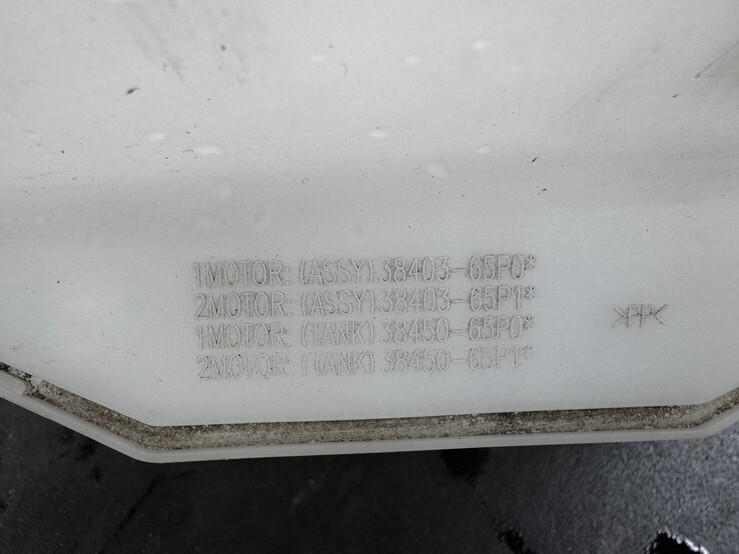 1MOTOR: (ASSY) 38403-65P0*
2MOTOR: (ASSY) 38403-65P1*
1MOTOR: (TANK) 38450-65P0*
2MOTOR: (TANK) 38450-65P1*
>PP<